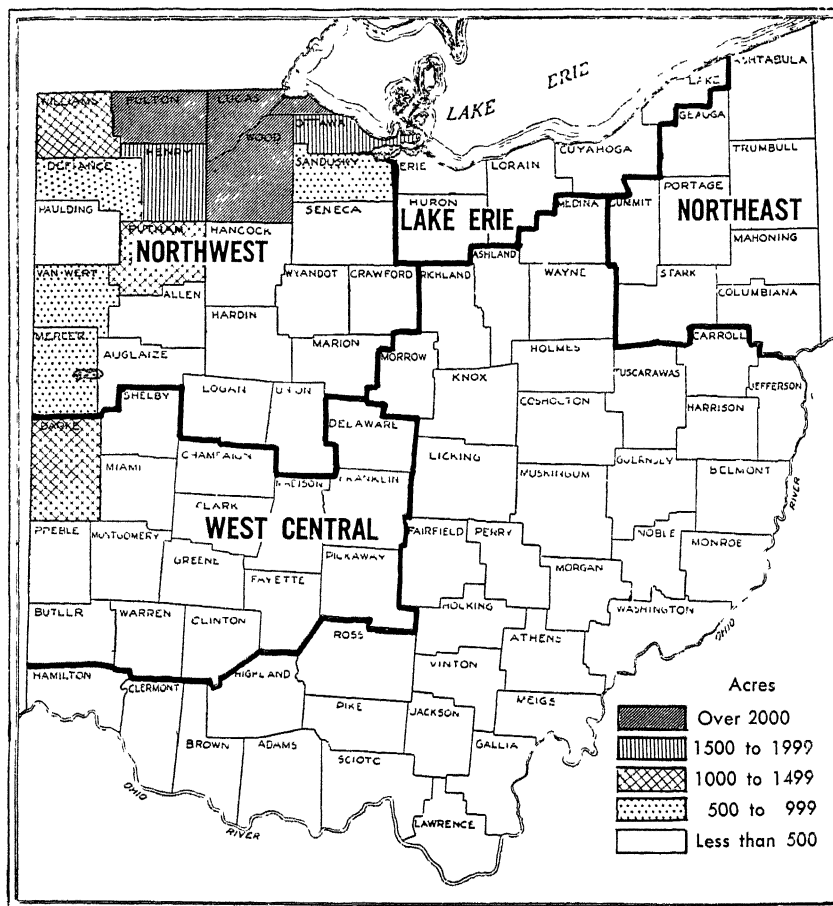 LAKE ERIE
ASHTABULA
LAKE
GEAUGA
WILLIAMS
FULTON
LUCAS
OTTAWA
WOOD
HENRY
DEFIANCE
SANDUSKY
ERIE
LORAIN
CUYAHOGA
TRUMBULL
PORTAGE
SUMMIT
MEDINA
HURON
SENECA
PAULDING
PUTNAM
HANCOCK
LAKE ERIE
NORTHEAST
NORTHWEST
MAHONING
ASHLAND
RICHLAND
CRAWFORD
WYANDOT
VAN WERT
WAYNE
STARK
COLUMBIANA
ALLEN
HARDIN
MERCER
MARION
AUGLAIZE
MORROW
HOLMES
CARROLL
TUSCARAWAS
JEFFERSON
KNOX
COSHOCTON
HARRISON
SHELBY
LOGAN
UNION
DELAWARE
DARKE
MIAMI
CHAMPAIGN
LICKING
MUSKINGUM
GUERNSEY
BELMONT
MADISON
FRANKLIN
CLARK
WEST CENTRAL
RIVER
PREBLE
MONTGOMERY
GREENE
FAYETTE
PICKAWAY
FAIRFIELD
PERRY
NOBLE
MONROE
MORGAN
WASHINGTON
OHIO
BUTLER
WARREN
CLINTON
ROSS
HOCKING
ATHENS
VINTON
HAMILTON
CLERMONT
HIGHLAND
PIKE
JACKSON
MEIGS
GALLIA
BROWN
ADAMS
SCIOTO
LAWRENCE
OHIO
RIVER
Acres
Over 2000
1500 to 1999
1000 to 1499
500 to 999
Less than 500